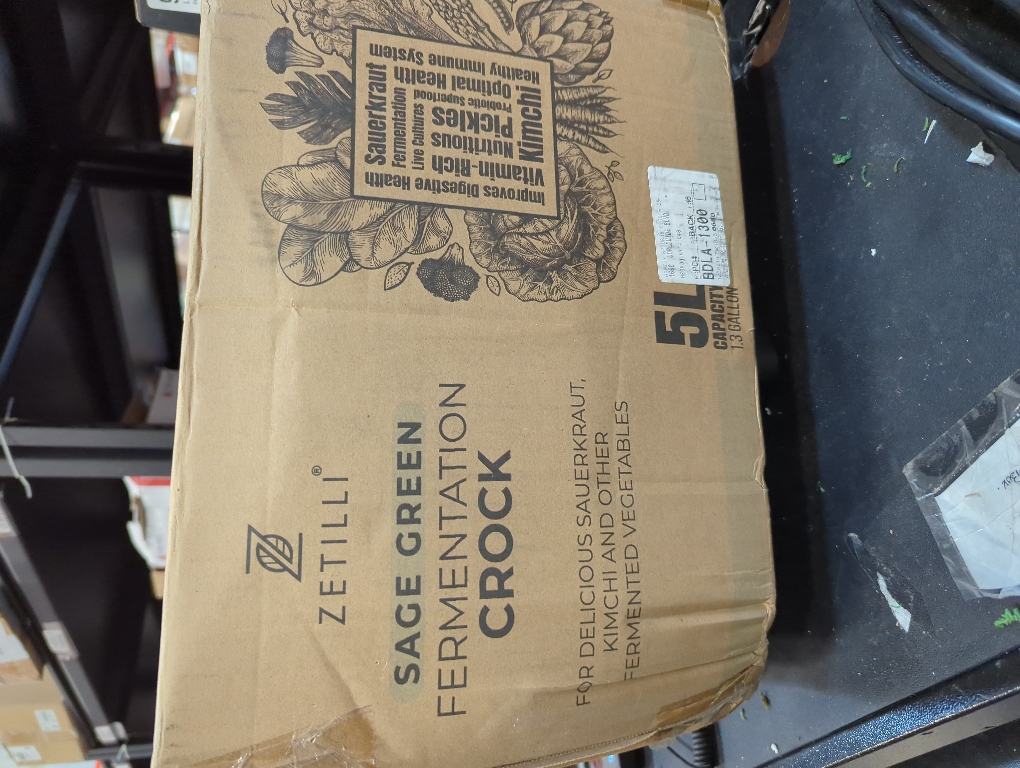 ZETILLI®
SAGE GREEN
FERMENTATION
CROCK
FOR DELICIOUS SAUERKRAUT,
KIMCHI AND OTHER
FERMENTED VEGETABLES
5L
CAPACITY
1.3 GALLON
BDLA-1300
Improves Digestive Health
Vitamin-Rich
Nutritious
Pickles
Kimchi
Sauerkraut
Fermentation
Live Cultures
Probiotic Superfood
Optimal Health
Healthy Immune
System